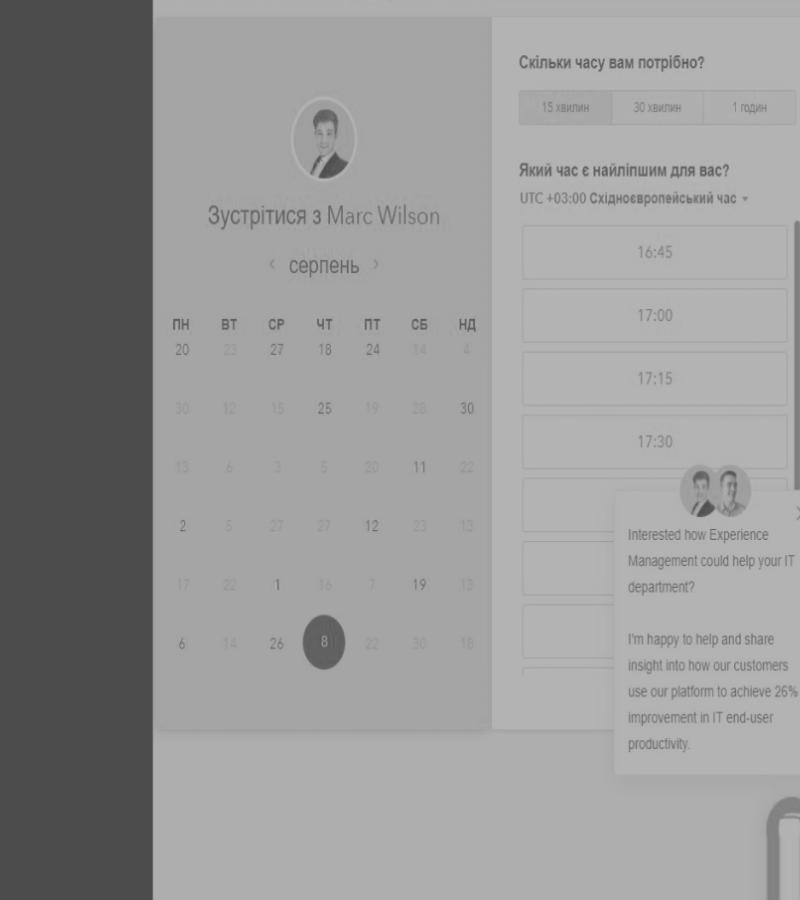 Зустрітися з Marc Wilson
‹ серпень ›
ПН ВТ СР ЧТ ПТ СБ НД
20 23 27 18 24 14 4
30 12 15 25 19 28 30
13 6 3 5 20 11 22
2 5 27 27 12 23 13
17 22 1 16 7 19 13
6 14 26 8 22 30 18
Скільки часу вам потрібно?
15 хвилин 30 хвилин 1 годин
Який час є найліпшим для вас?
UTC +03:00 Східноєвропейський час
16:45
17:00
17:15
17:30
Interested how Experience
Management could help your IT
department?
I'm happy to help and share
insight into how our customers
use our platform to achieve 26%
improvement in IT end-user
productivity.